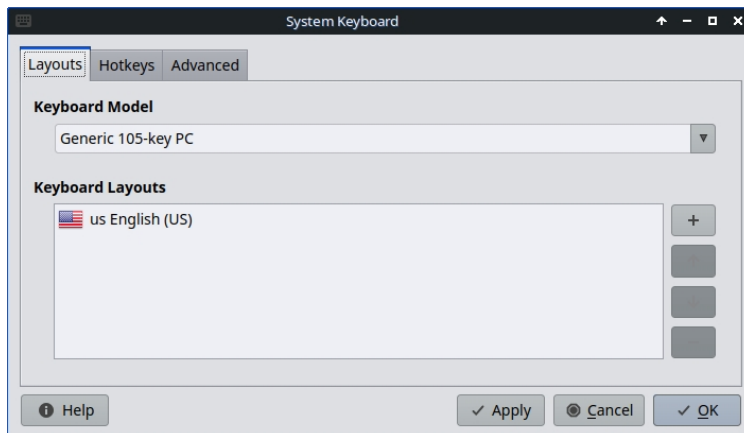 System Keyboard
Layouts Hotkeys Advanced
Keyboard Model
Generic 105-key PC
Keyboard Layouts
us English (US)
Help Apply Cancel OK